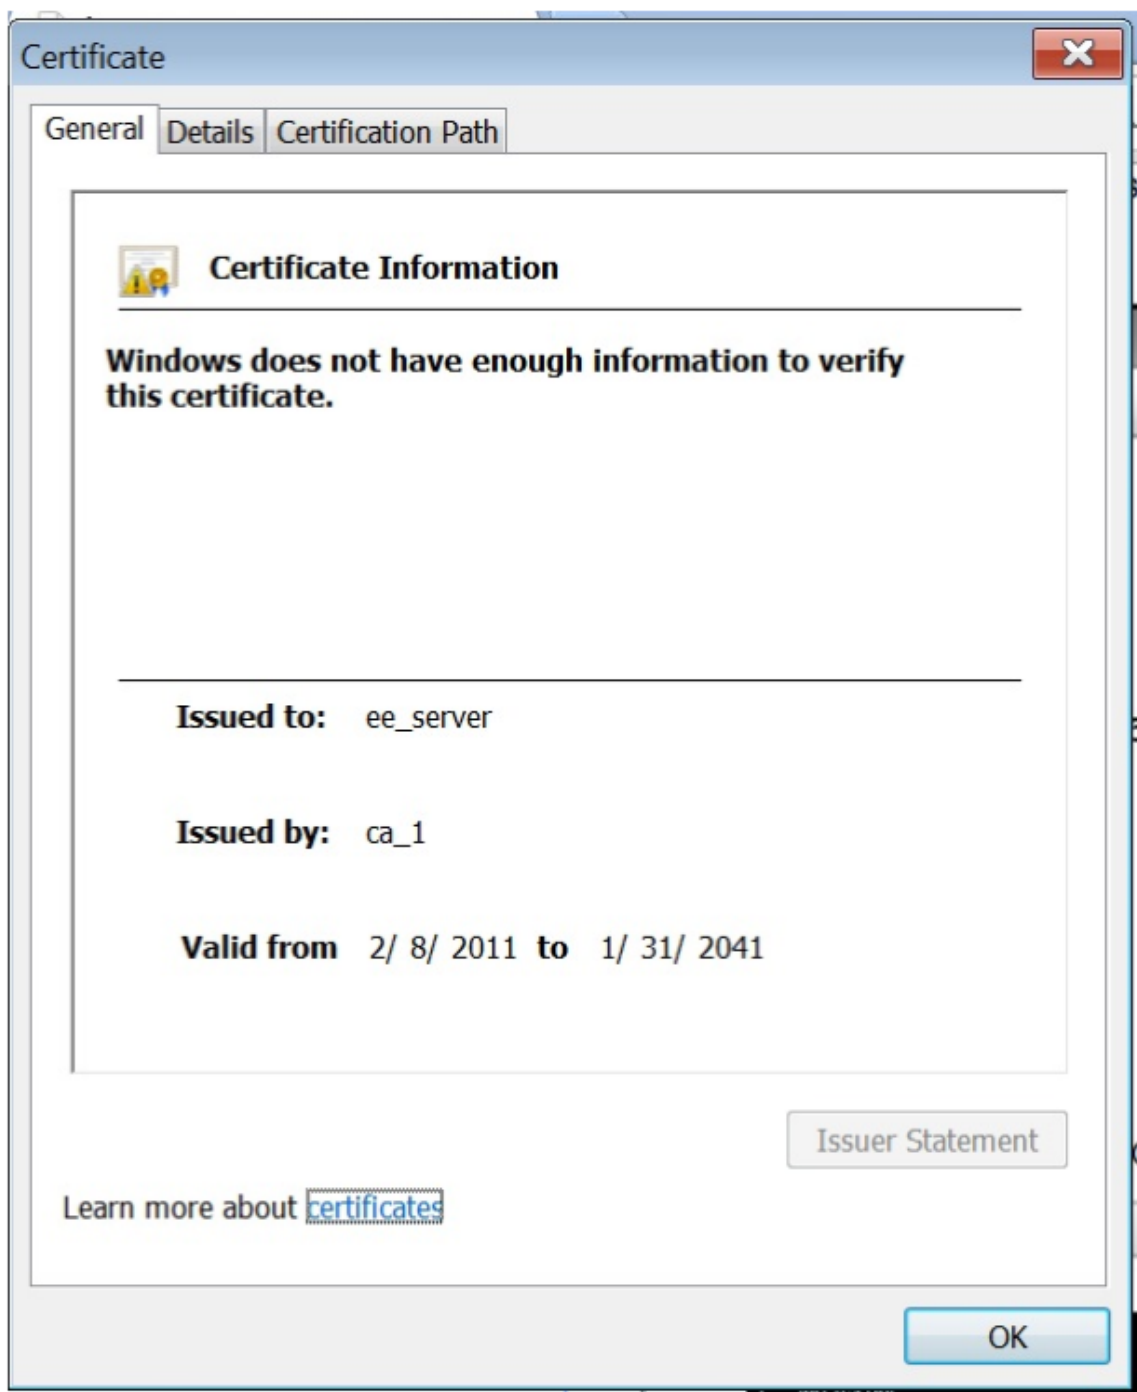 Certificate
General Details Certification Path
Certificate Information
Windows does not have enough information to verify
this certificate.
Issued to: ee_server
Issued by: ca_1
Valid from 2/ 8/ 2011 to 1/ 31/ 2041
Issuer Statement
Learn more about certificates
OK